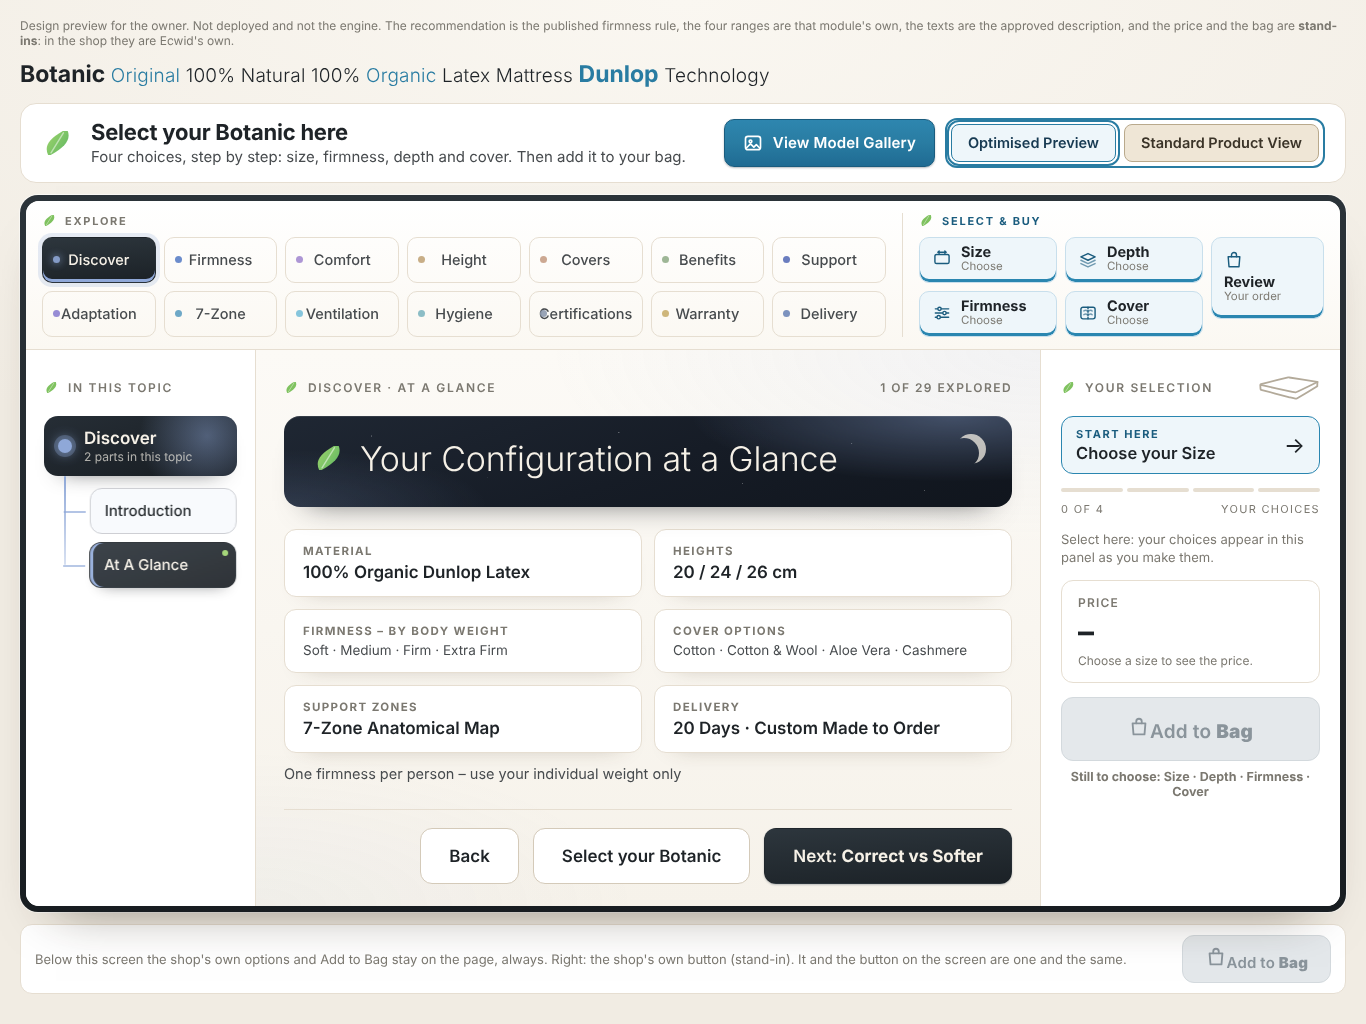 Design preview for the owner. Not deployed and not the engine. The recommendation is the published firmness rule, the four ranges are that module's own, the texts are the approved description, and the price and the bag are stand-
ins: in the shop they are Ecwid's own.
Botanic Original 100% Natural 100% Organic Latex Mattress Dunlop Technology
Select your Botanic here
Four choices, step by step: size, firmness, depth and cover. Then add it to your bag.
View Model Gallery
Optimised Preview
Standard Product View
EXPLORE
Discover
Firmness
Comfort
Height
Covers
Benefits
Support
Adaptation
7-Zone
Ventilation
Hygiene
Certifications
Warranty
Delivery
SELECT & BUY
Size
Choose
Depth
Choose
Firmness
Choose
Cover
Choose
Review
Your order
IN THIS TOPIC
Discover
2 parts in this topic
Introduction
At A Glance
DISCOVER · AT A GLANCE
1 OF 29 EXPLORED
Your Configuration at a Glance
MATERIAL
100% Organic Dunlop Latex
HEIGHTS
20 / 24 / 26 cm
FIRMNESS – BY BODY WEIGHT
Soft · Medium · Firm · Extra Firm
COVER OPTIONS
Cotton · Cotton & Wool · Aloe Vera · Cashmere
SUPPORT ZONES
7-Zone Anatomical Map
DELIVERY
20 Days · Custom Made to Order
One firmness per person – use your individual weight only
Back
Select your Botanic
Next: Correct vs Softer
YOUR SELECTION
START HERE
Choose your Size
0 OF 4
YOUR CHOICES
Select here: your choices appear in this
panel as you make them.
PRICE
–
Choose a size to see the price.
Add to Bag
Still to choose: Size · Depth · Firmness ·
Cover
Below this screen the shop's own options and Add to Bag stay on the page, always. Right: the shop's own button (stand-in). It and the button on the screen are one and the same.
Add to Bag